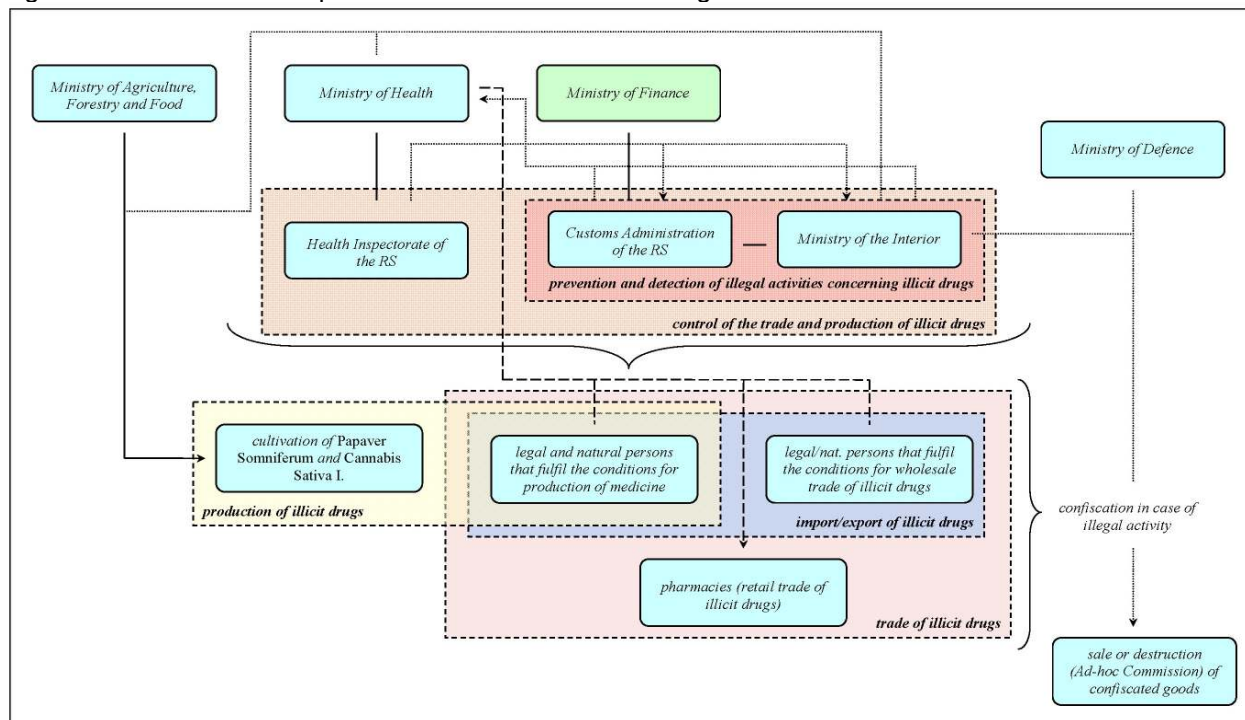 Ministry of Agriculture,
Forestry and Food
Ministry of Health
Ministry of Finance
Ministry of Defence
Health Inspectorate of
the RS
Customs Administration
of the RS
Ministry of the Interior
prevention and detection of illegal activities concerning illicit drugs
control of the trade and production of illicit drugs
cultivation of Papaver
Somniferum and Cannabis
Sativa I.
production of illicit drugs
legal and natural persons
that fulfil the conditions for
production of medicine
legal/nat. persons that fulfil
the conditions for wholesale
trade of illicit drugs
import/export of illicit drugs
pharmacies (retail trade of
illicit drugs)
trade of illicit drugs
confiscation in case of
illegal activity
sale or destruction
(Ad-hoc Commission) of
confiscated goods